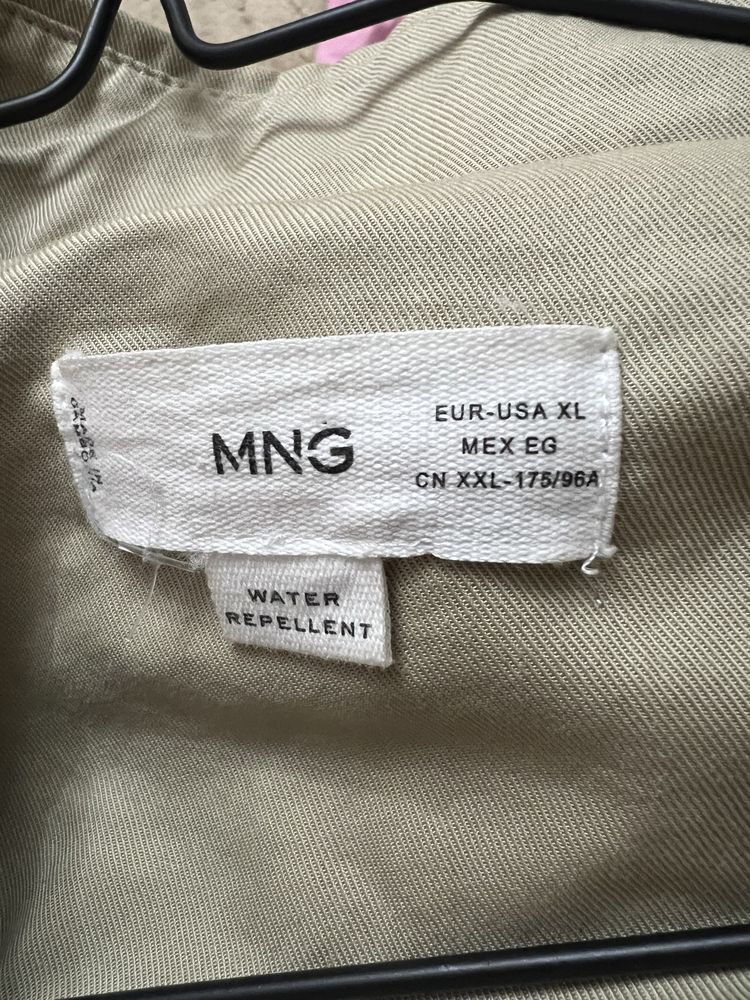 MNG
EUR-USA XL
MEX EG
CN XXL-175/96A
WATER
REPELLENT